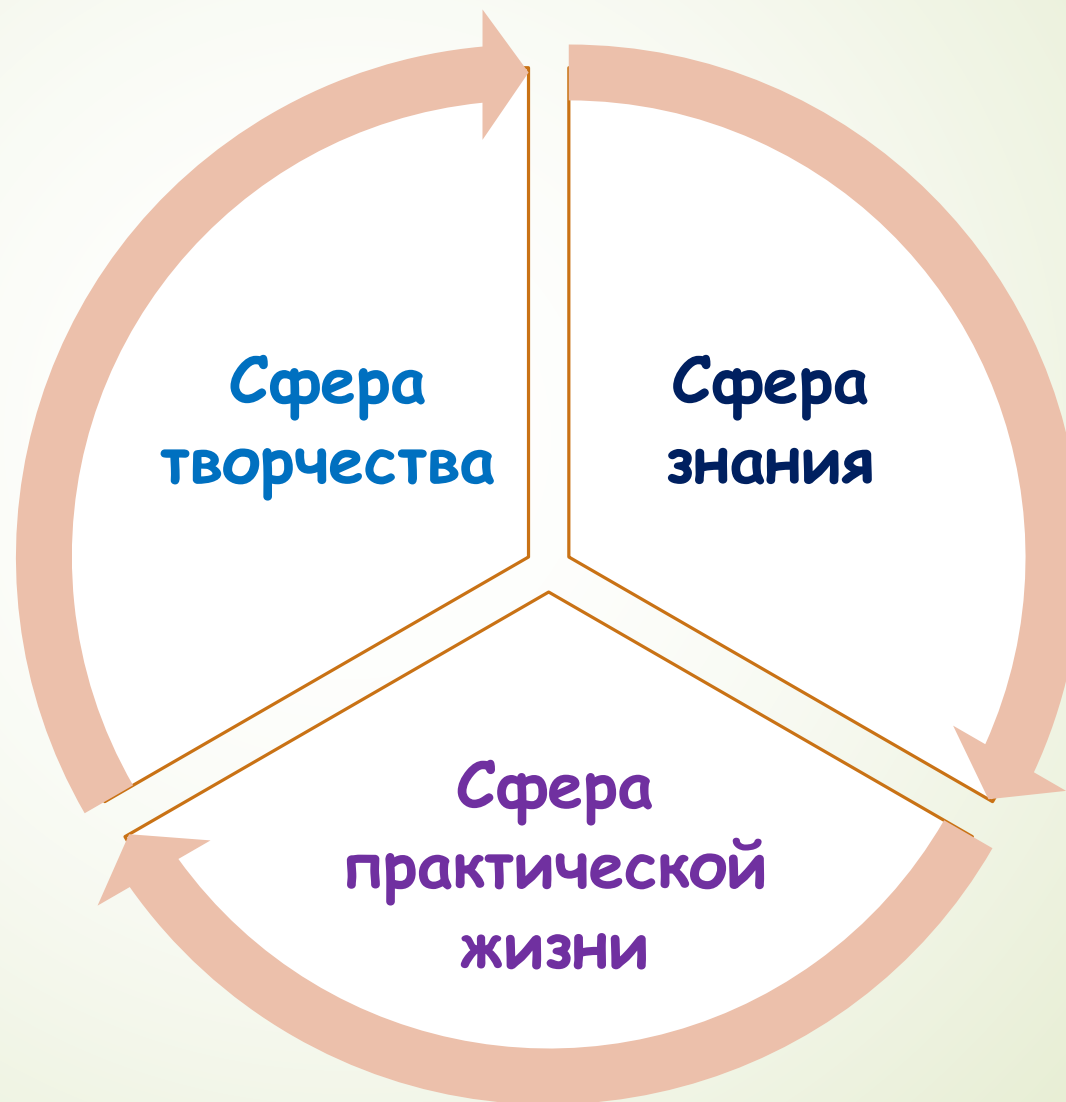 Сфера
творчества
Сфера
знания
Сфера
практической
жизни